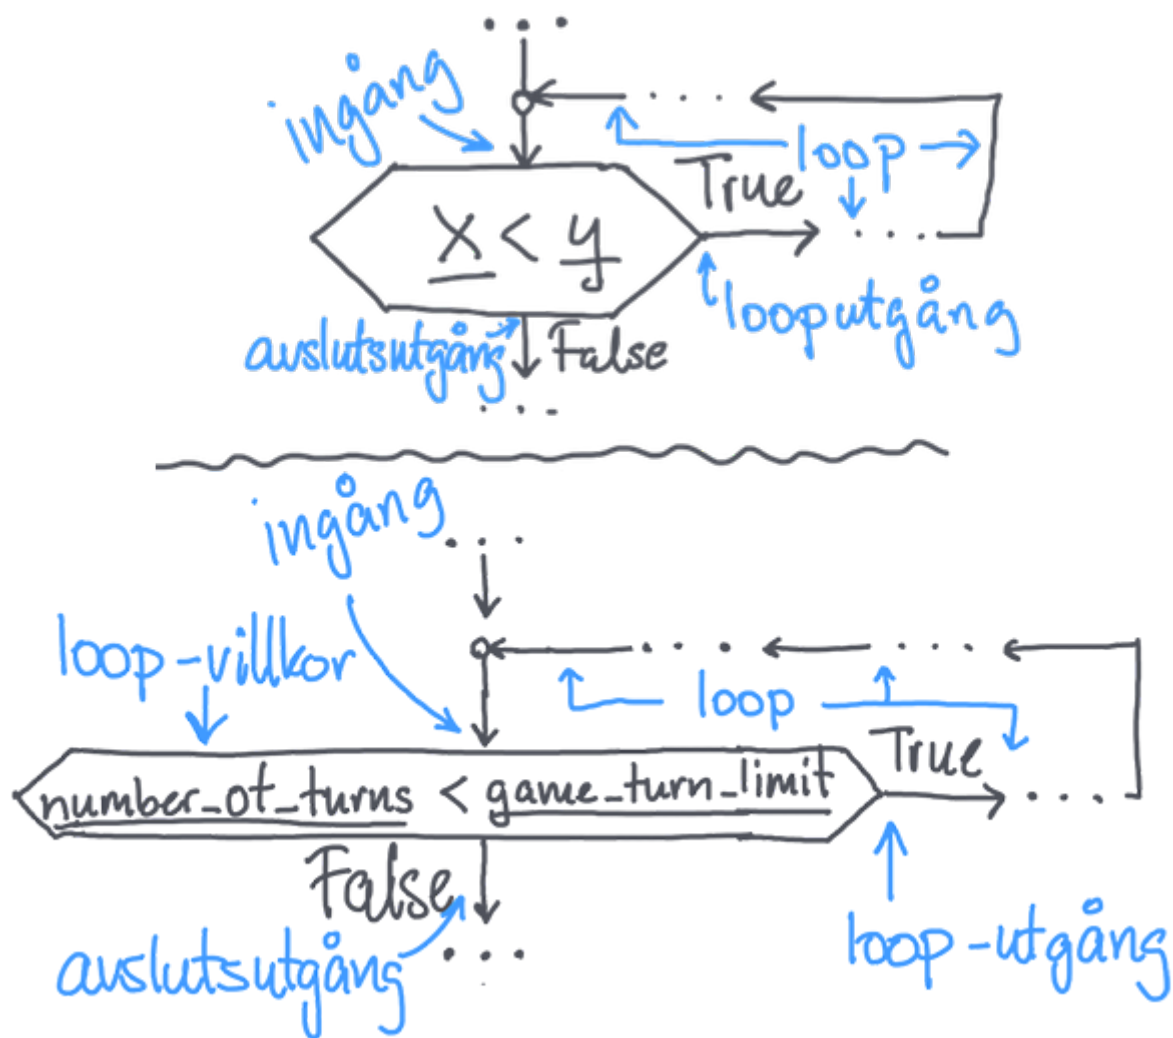 ingång
loop
True
x < y
looputgång
avslutsutgång
False
ingång
loop-villkor
loop
True
number_of_turns < game_turn_limit
False
avslutsutgång
loop-utgång